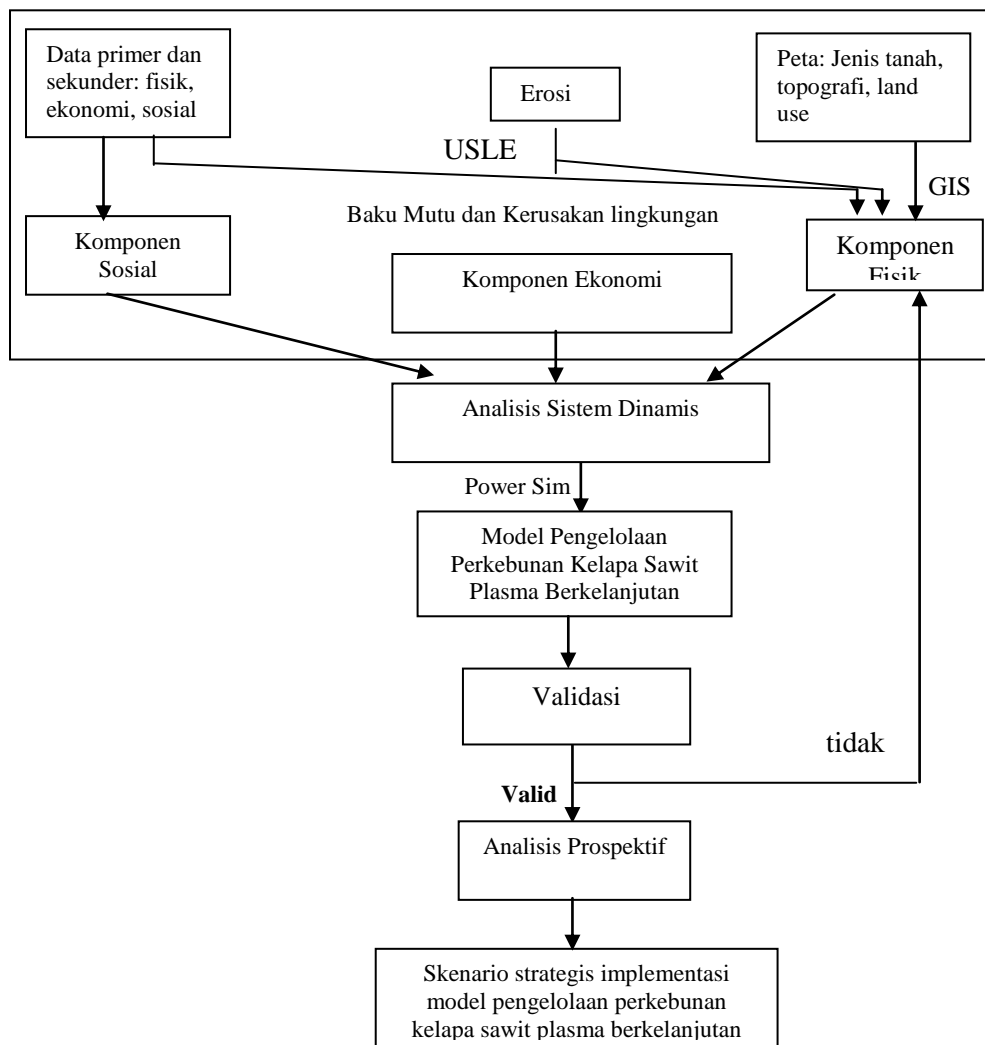 Data primer dan
sekunder: fisik,
ekonomi, sosial
Erosi
Peta: Jenis tanah,
topografi, land
use
USLE
GIS
Baku Mutu dan Kerusakan lingkungan
Komponen
Sosial
Komponen Ekonomi
Komponen
Fisik
Analisis Sistem Dinamis
Power Sim
Model Pengelolaan
Perkebunan Kelapa Sawit
Plasma Berkelanjutan
Validasi
tidak
Valid
Analisis Prospektif
Skenario strategis implementasi
model pengelolaan perkebunan
kelapa sawit plasma berkelanjutan